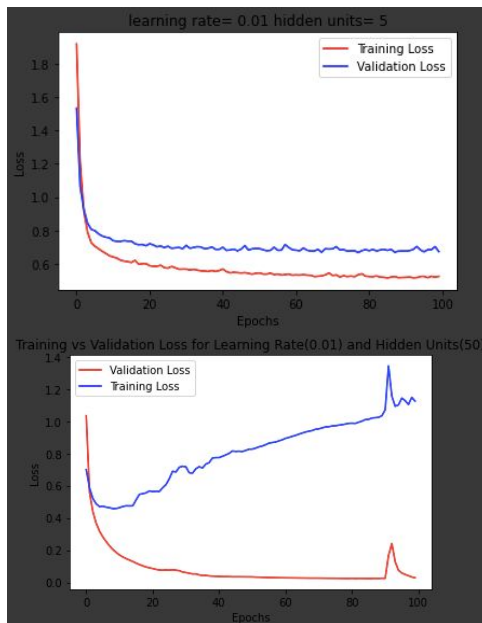 learning rate= 0.01 hidden units= 5
Training Loss
Validation Loss
1.8
1.6
1.4
1.2
1.0
0.8
0.6
Loss
0 20 40 60 80 100
Epochs
Training vs Validation Loss for Learning Rate(0.01) and Hidden Units(50
Validation Loss
Training Loss
1.4
1.2
1.0
0.8
0.6
0.4
0.2
0.0
Loss
0 20 40 60 80 100
Epochs